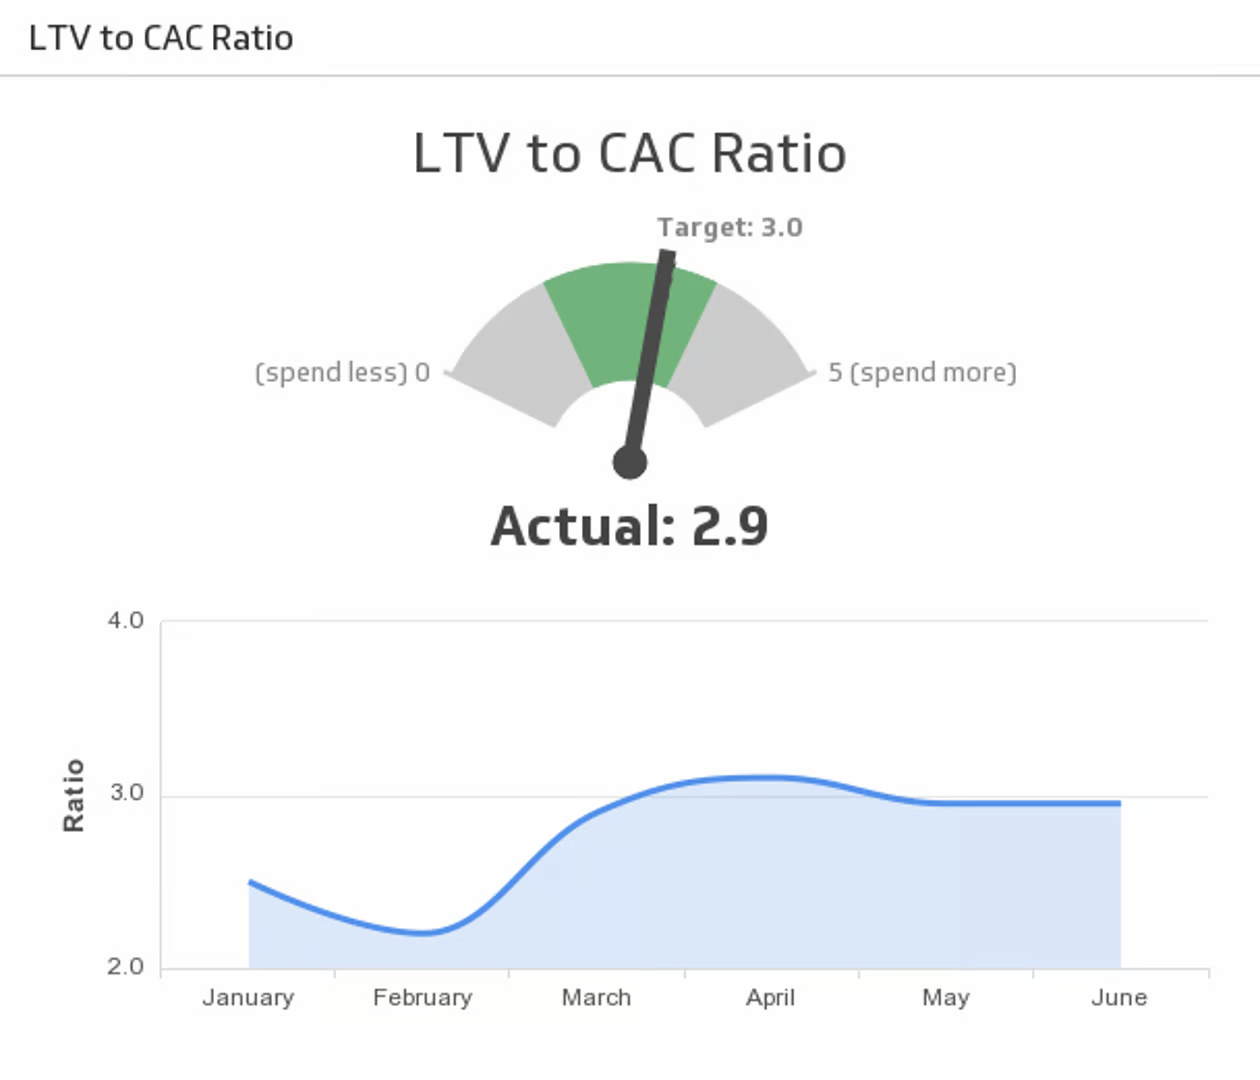 LTV to CAC Ratio
LTV to CAC Ratio
Target: 3.0
(spend less) 0
5 (spend more)
Actual: 2.9
4.0
3.0
2.0
Ratio
January
February
March
April
May
June